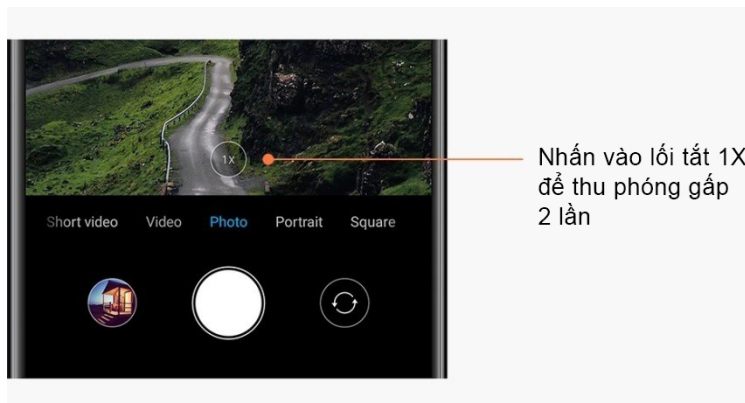 1X
Nhấn vào lối tắt 1X
để thu phóng gấp
2 lần
Short video Video Photo Portrait Square